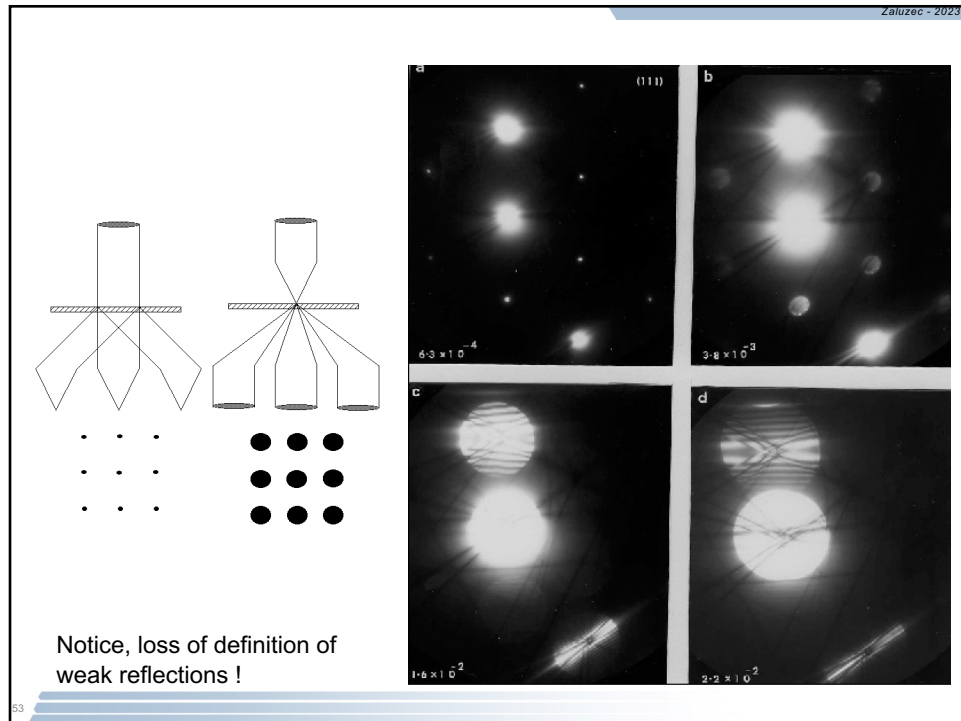 Zaluzec - 2023
a
(111)
b
6·3 x 10⁻⁴
3·8 x 10⁻³
c
d
1·6 x 10⁻²
2·2 x 10⁻²
Notice, loss of definition of
weak reflections !
53